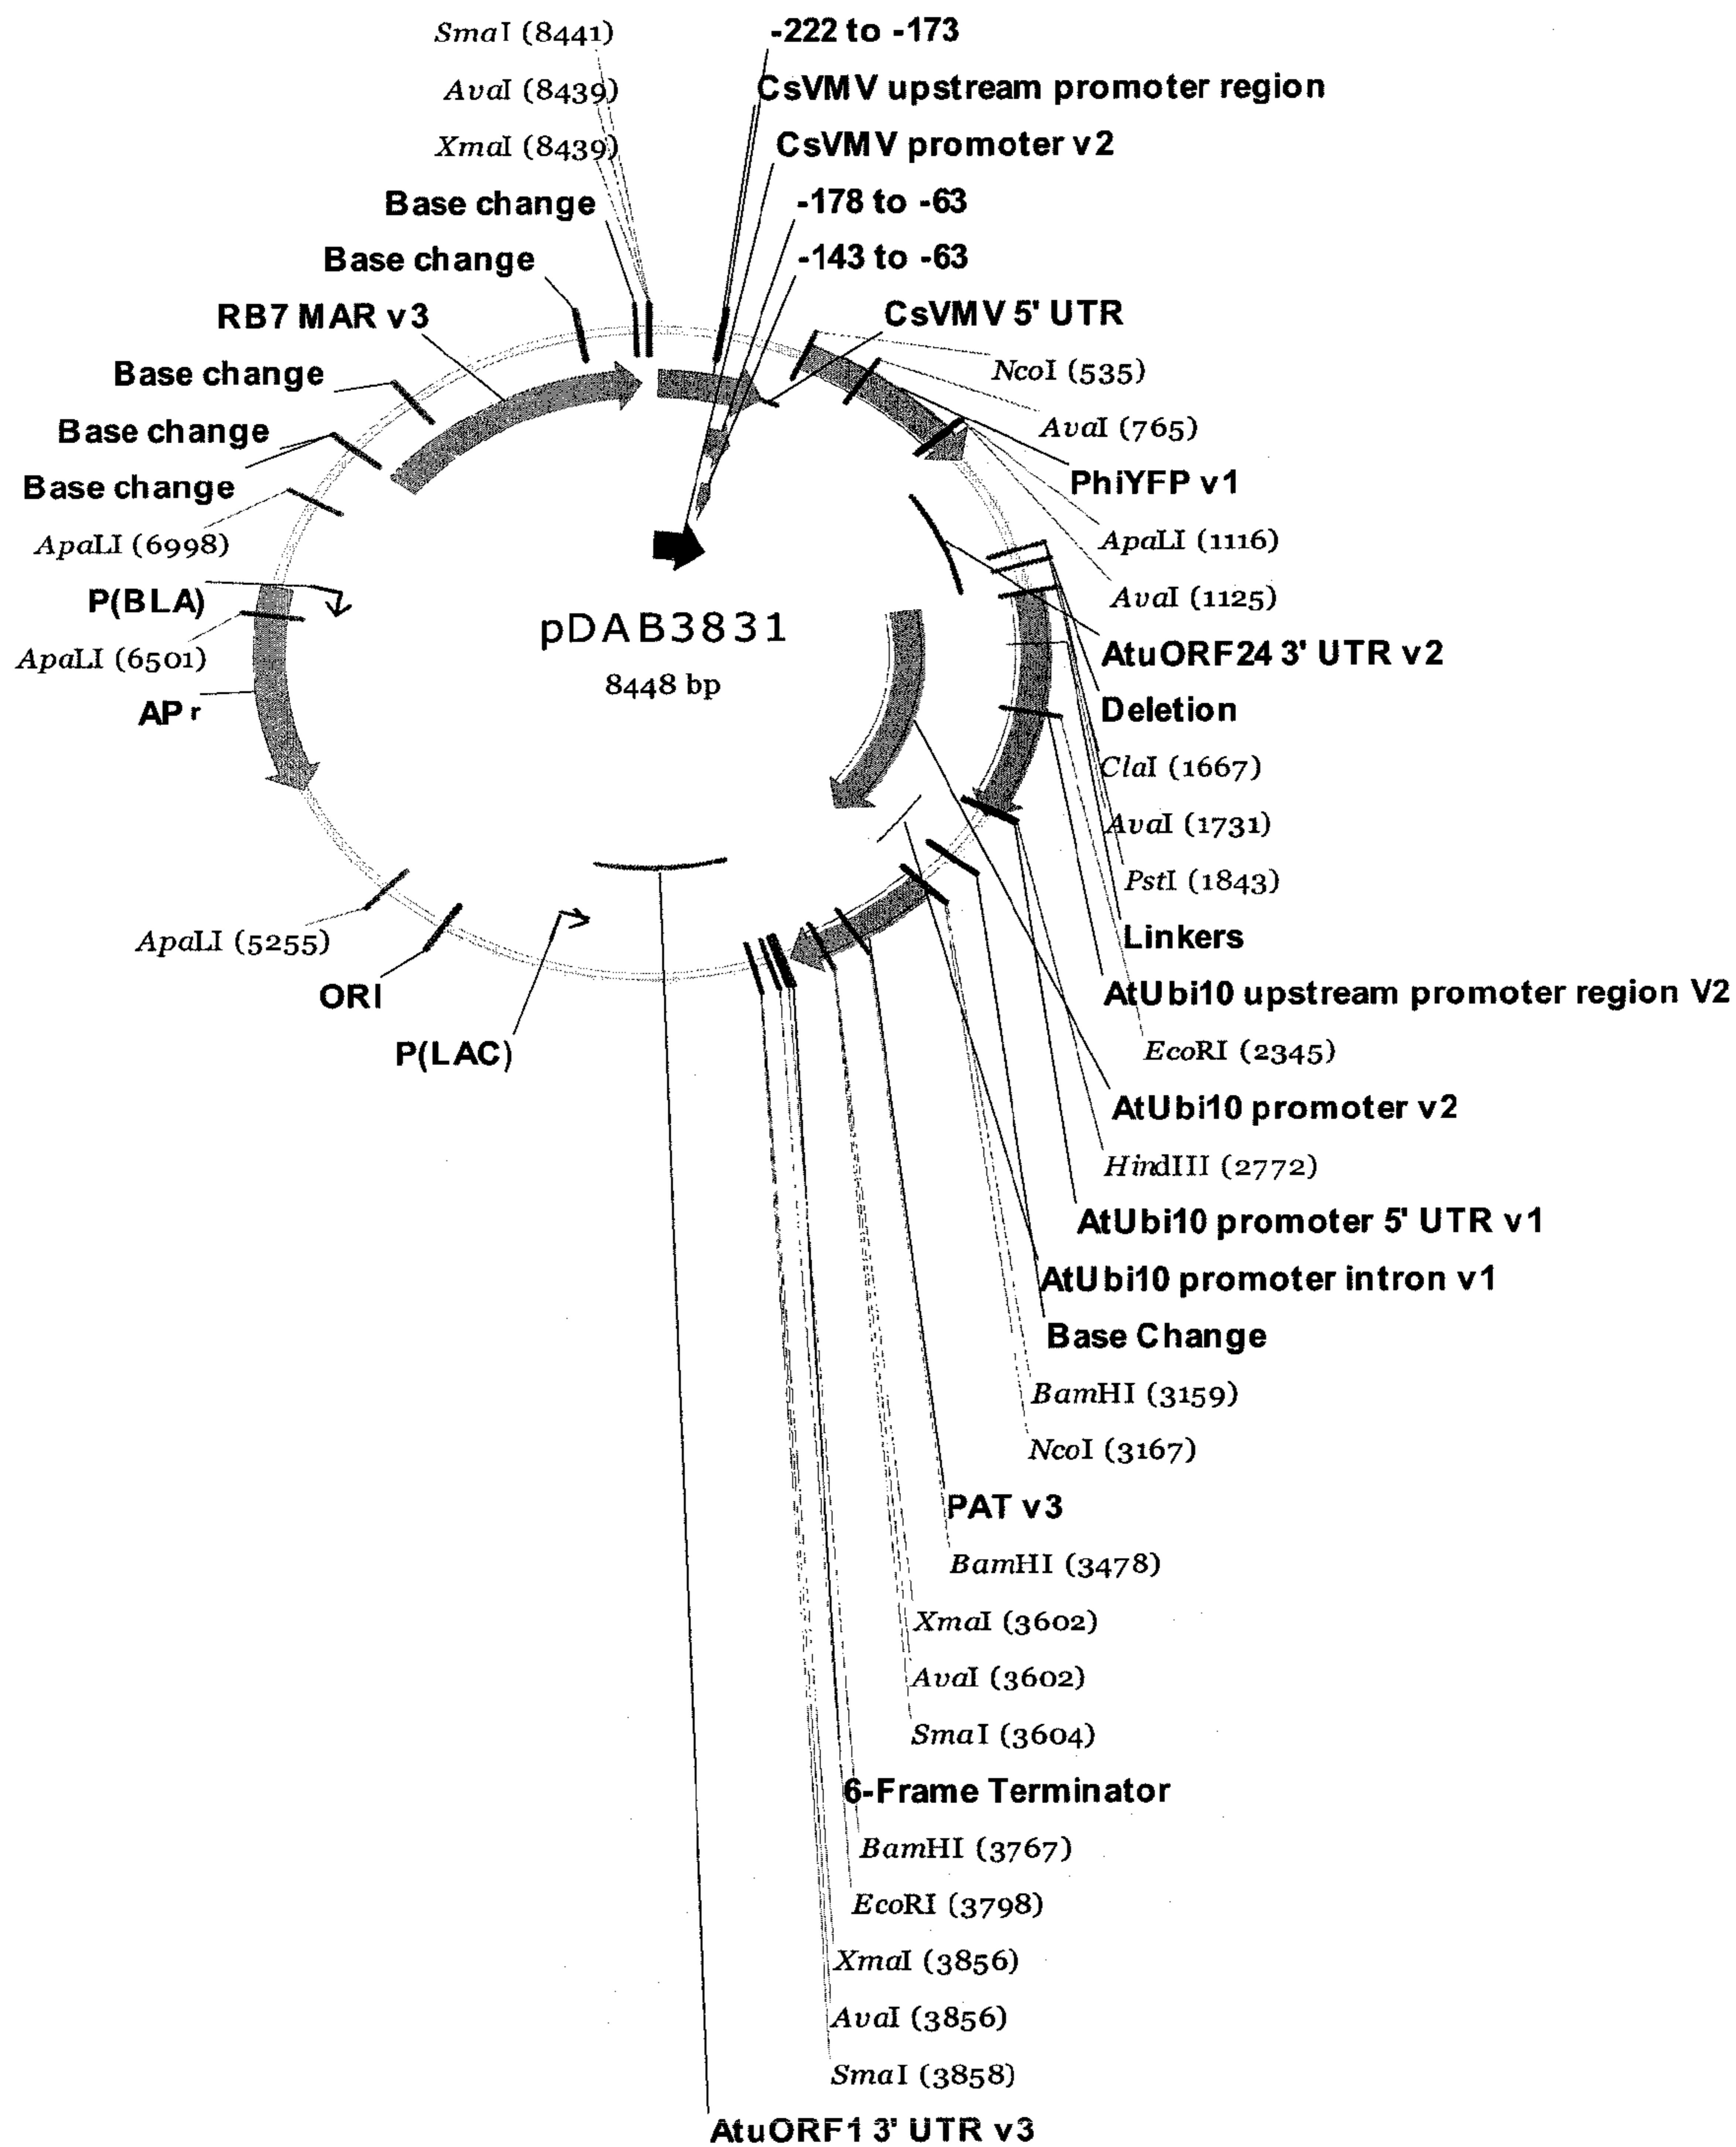 SmaI (8441)
AvaI (8439)
XmaI (8439)
Base change
Base change
RB7 MAR v3
Base change
Base change
Base change
ApaLI (6998)
P(BLA)
ApaLI (6501)
APr
ApaLI (5255)
ORI
P(LAC)
pDAB3831
8448 bp
-222 to -173
CsVMV upstream promoter region
CsVMV promoter v2
-178 to -63
-143 to -63
CsVMV 5' UTR
NcoI (535)
AvaI (765)
PhiYFP v1
ApaLI (1116)
AvaI (1125)
AtuORF24 3' UTR v2
Deletion
ClaI (1667)
AvaI (1731)
PstI (1843)
Linkers
AtUbi10 upstream promoter region V2
EcoRI (2345)
AtUbi10 promoter v2
HindIII (2772)
AtUbi10 promoter 5' UTR v1
AtUbi10 promoter intron v1
Base Change
BamHI (3159)
NcoI (3167)
PAT v3
BamHI (3478)
XmaI (3602)
AvaI (3602)
SmaI (3604)
6-Frame Terminator
BamHI (3767)
EcoRI (3798)
XmaI (3856)
AvaI (3856)
SmaI (3858)
AtuORF1 3' UTR v3